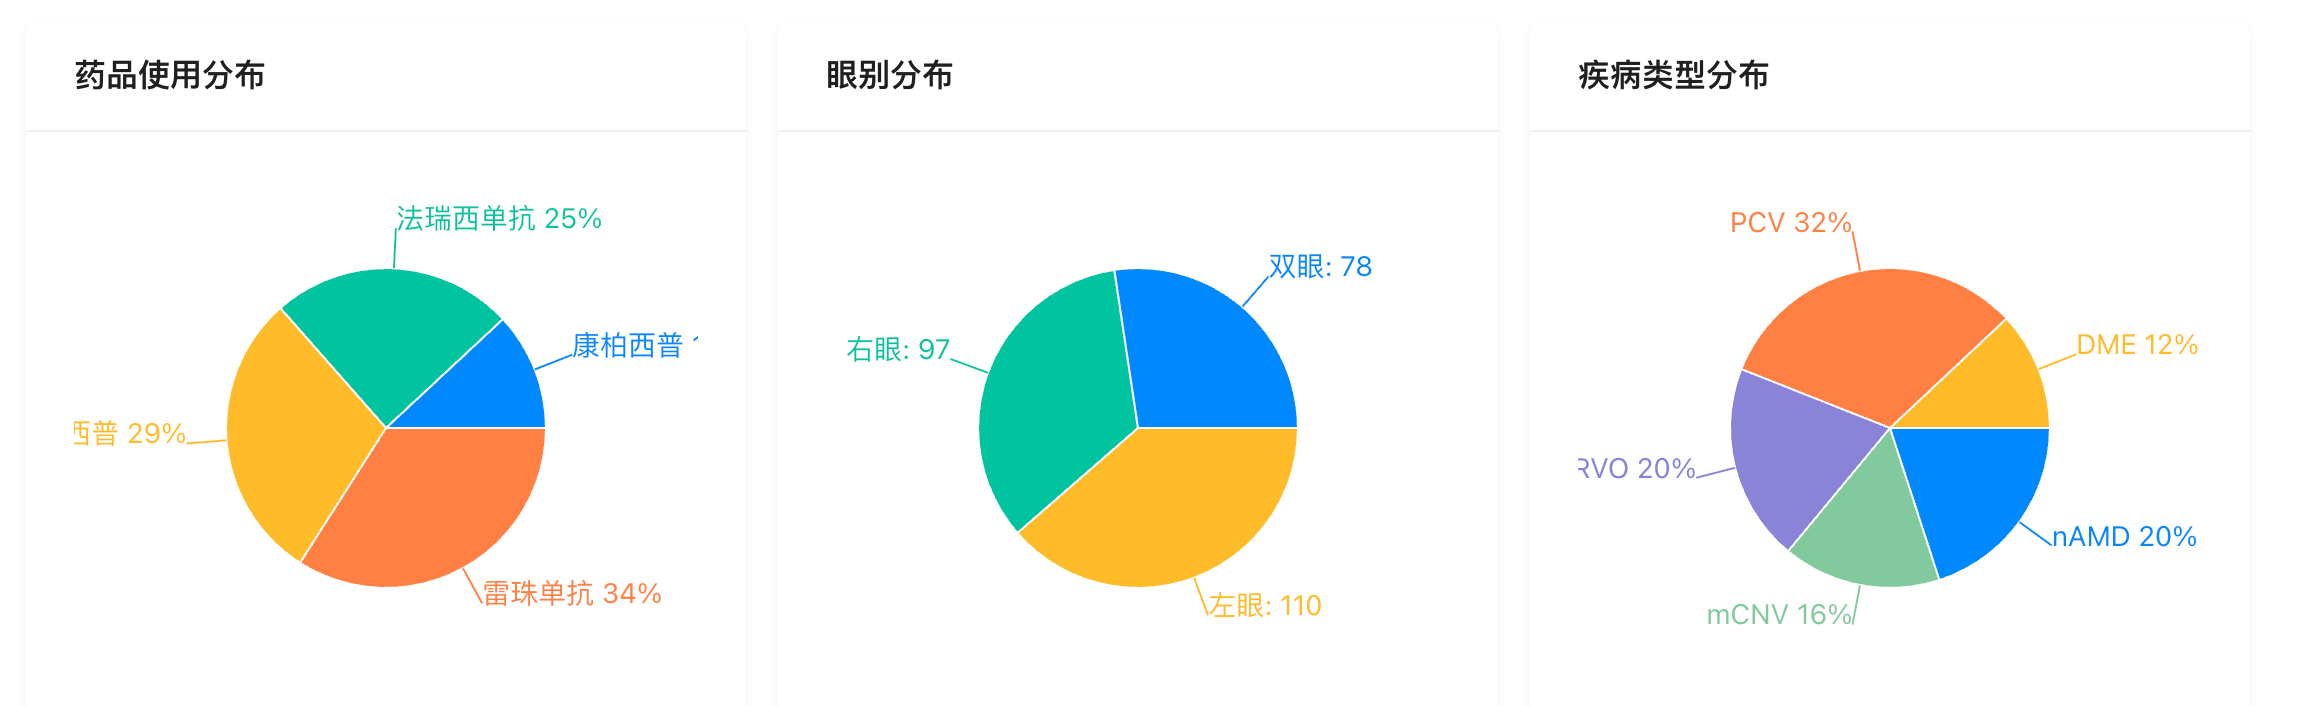 药品使用分布
法瑞西单抗 25%
康柏西普
西普 29%
雷珠单抗 34%
眼别分布
双眼: 78
右眼: 97
左眼: 110
疾病类型分布
PCV 32%
DME 12%
RVO 20%
nAMD 20%
mCNV 16%